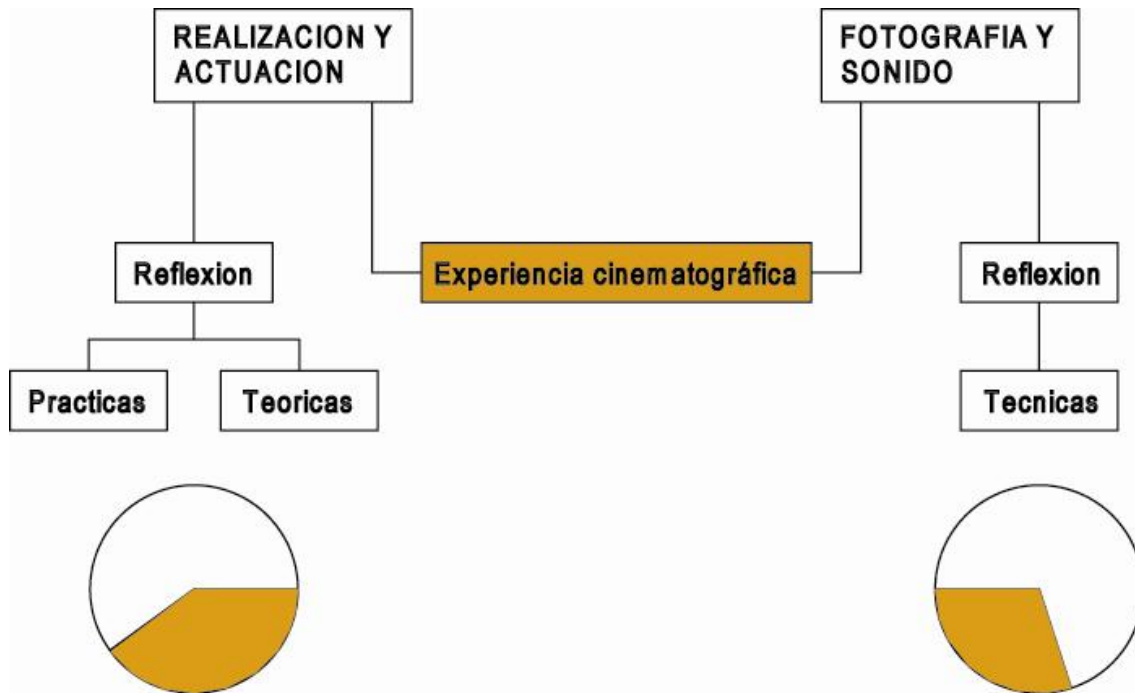 REALIZACION Y
ACTUACION
FOTOGRAFIA Y
SONIDO
Reflexion
Experiencia cinematográfica
Reflexion
Practicas
Teoricas
Tecnicas